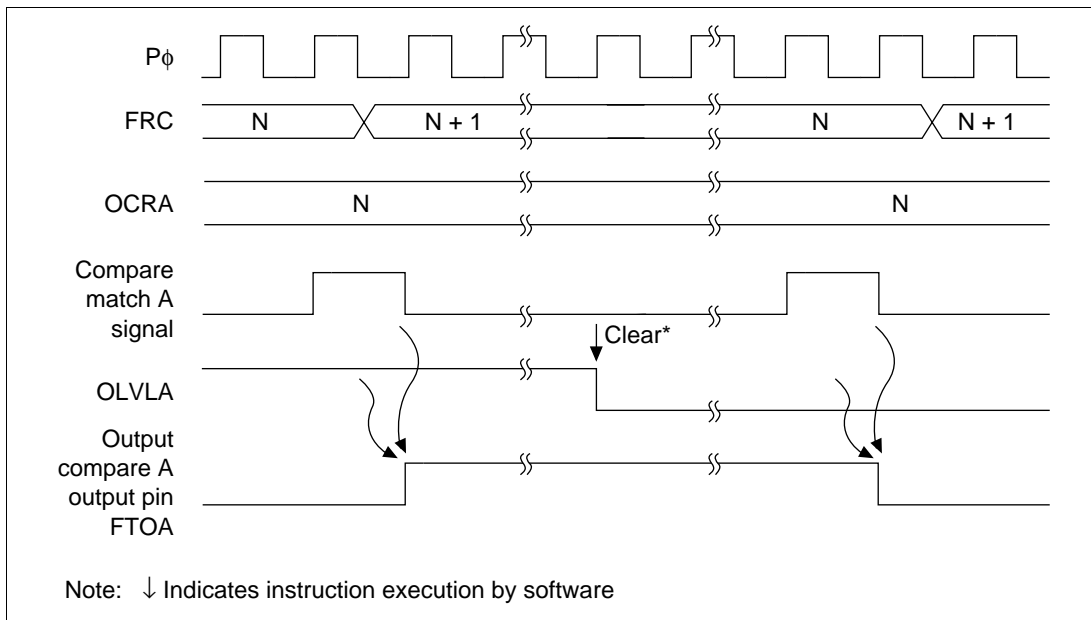 Pϕ
FRC
N
N + 1
N
N + 1
OCRA
N
N
Compare
match A
signal
Clear*
OLVLA
Output
compare A
output pin
FTOA
Note: ↓ Indicates instruction execution by software